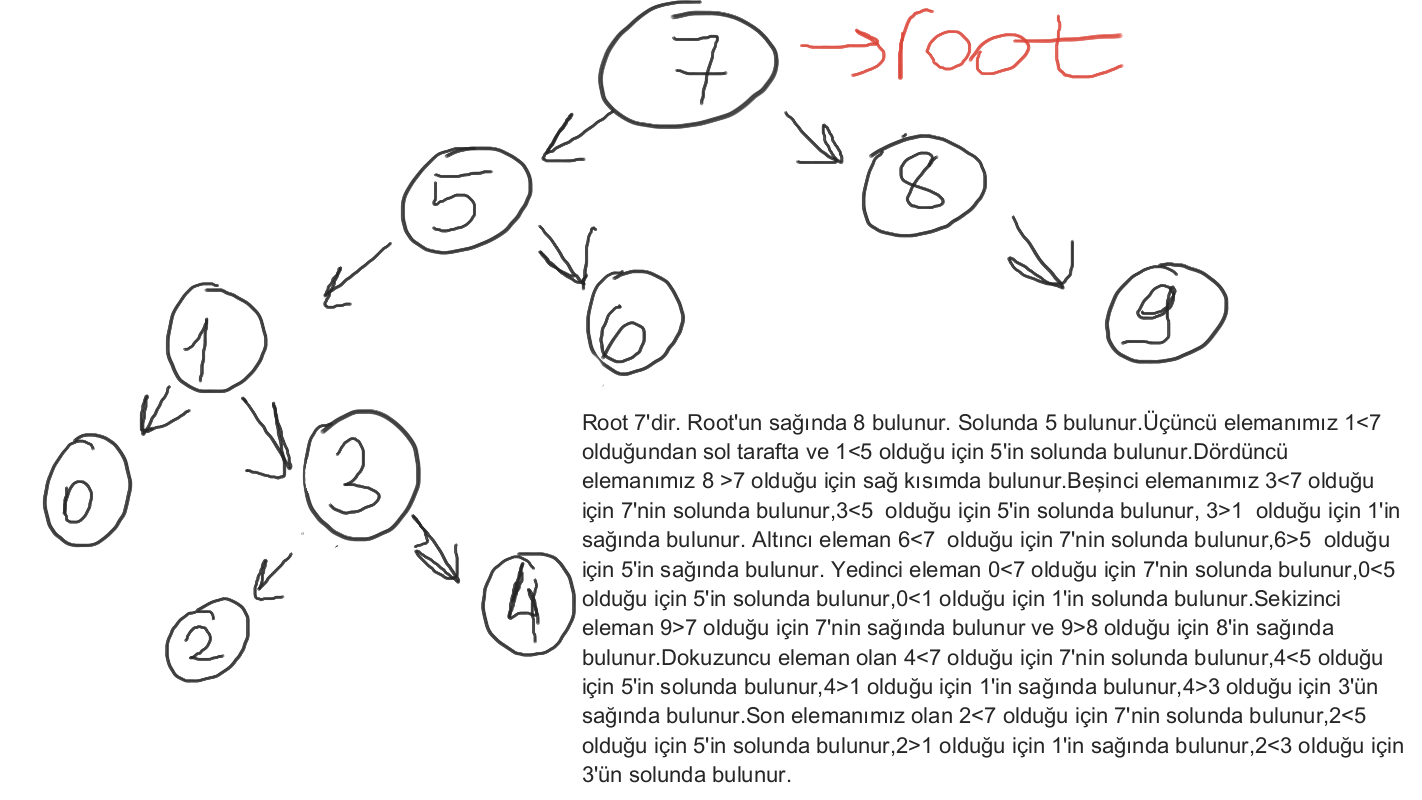 7 →root
5
8
1
6
9
0
3
2
4
Root 7'dir. Root'un sağında 8 bulunur. Solunda 5 bulunur.Üçüncü elemanımız 1<7
olduğundan sol tarafta ve 1<5 olduğu için 5'in solunda bulunur.Dördüncü
elemanımız 8 >7 olduğu için sağ kısımda bulunur.Beşinci elemanımız 3<7 olduğu
için 7'nin solunda bulunur,3<5  olduğu için 5'in solunda bulunur, 3>1  olduğu için 1'in
sağında bulunur. Altıncı eleman 6<7  olduğu için 7'nin solunda bulunur,6>5  olduğu
için 5'in sağında bulunur. Yedinci eleman 0<7 olduğu için 7'nin solunda bulunur,0<5
olduğu için 5'in solunda bulunur,0<1 olduğu için 1'in solunda bulunur.Sekizinci
eleman 9>7 olduğu için 7'nin sağında bulunur ve 9>8 olduğu için 8'in sağında
bulunur.Dokuzuncu eleman olan 4<7 olduğu için 7'nin solunda bulunur,4<5 olduğu
için 5'in solunda bulunur,4>1 olduğu için 1'in sağında bulunur,4>3 olduğu için 3'ün
sağında bulunur.Son elemanımız olan 2<7 olduğu için 7'nin solunda bulunur,2<5
olduğu için 5'in solunda bulunur,2>1 olduğu için 1'in sağında bulunur,2<3 olduğu için
3'ün solunda bulunur.